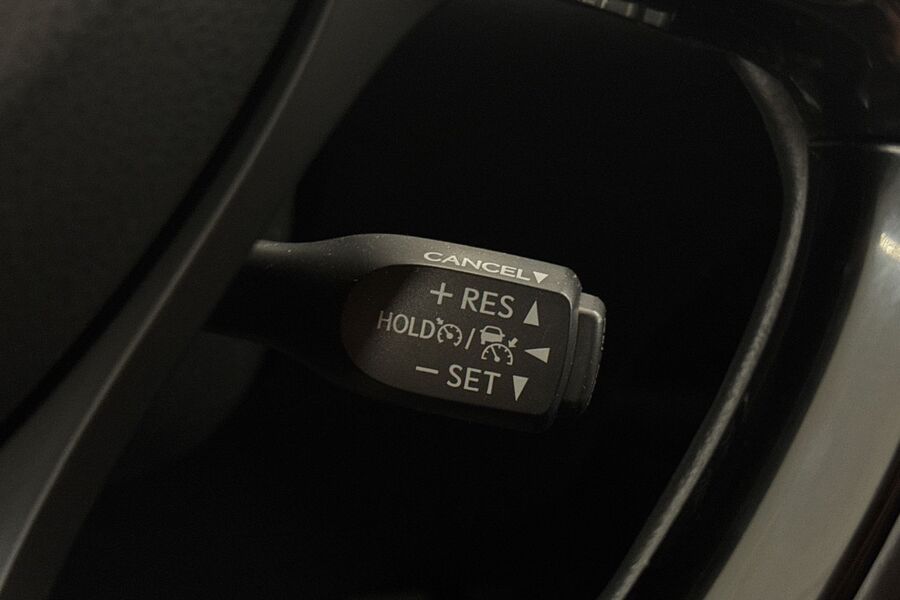 CANCEL▼
+ RES ▲
HOLD / ◀
− SET ▼